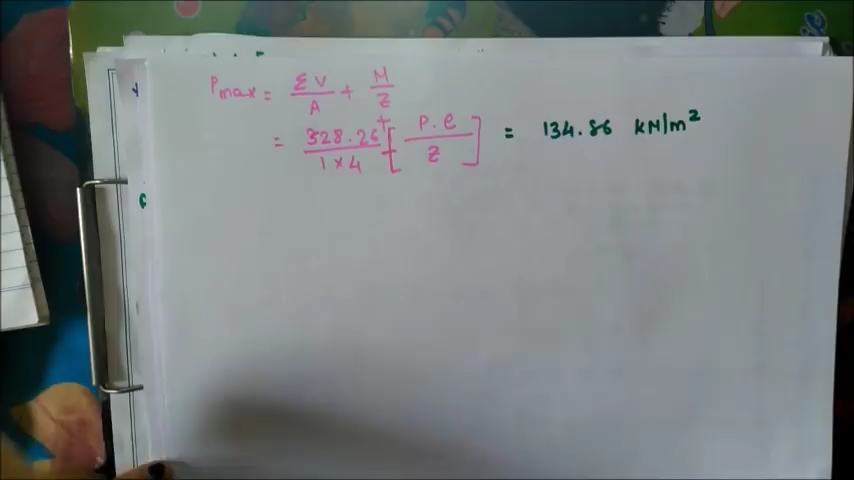 Pmax = ΣV/A + M/Z
= 328.26/1×4 + [P.e/Z] = 134.86 kN/m²